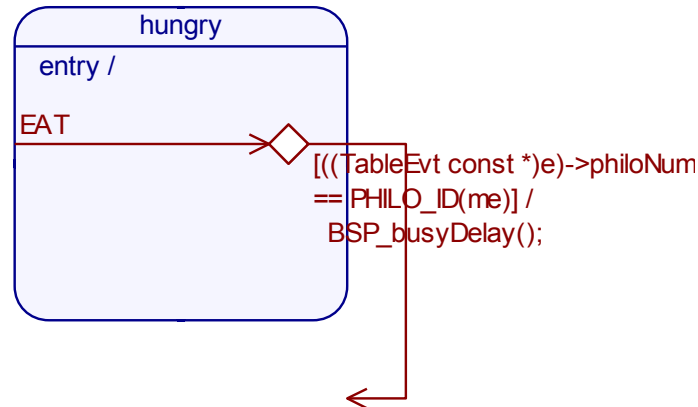 hungry
entry /
EAT
[((TableEvt const *)e)->philoNum
== PHILO_ID(me)] /
BSP_busyDelay();